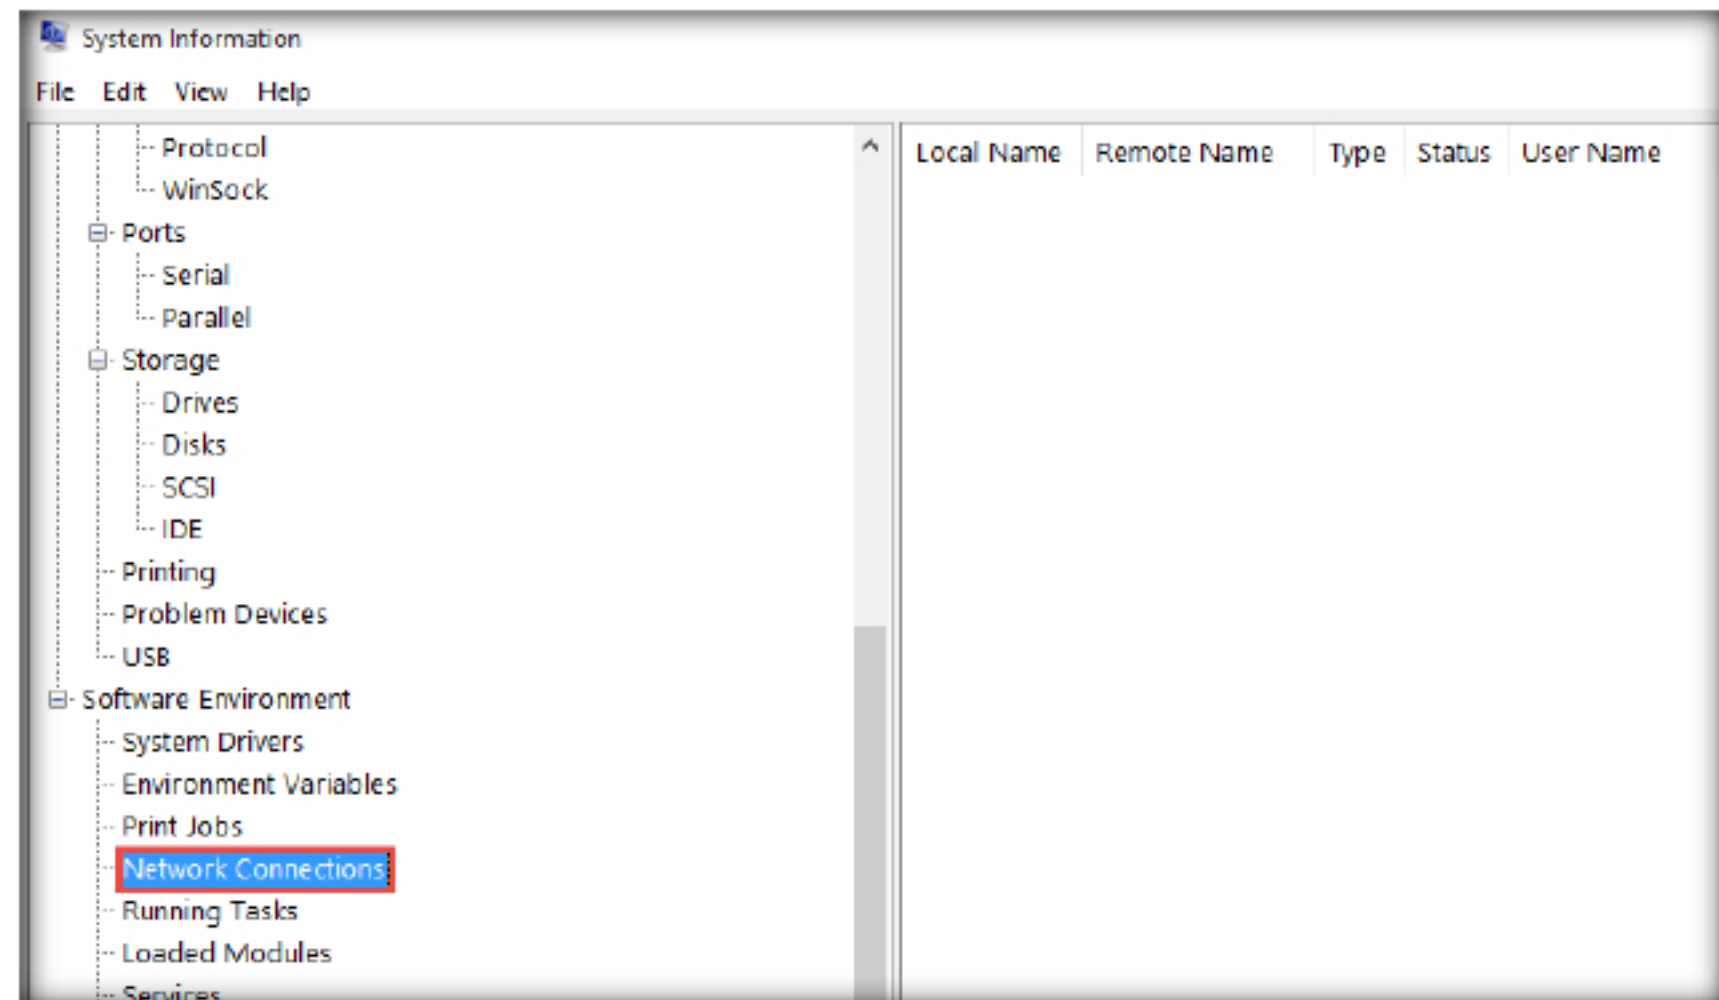 System Information
File Edit View Help
Protocol
WinSock
Ports
Serial
Parallel
Storage
Drives
Disks
SCSI
IDE
Printing
Problem Devices
USB
Software Environment
System Drivers
Environment Variables
Print Jobs
Network Connections
Running Tasks
Loaded Modules
Services
Local Name Remote Name Type Status User Name